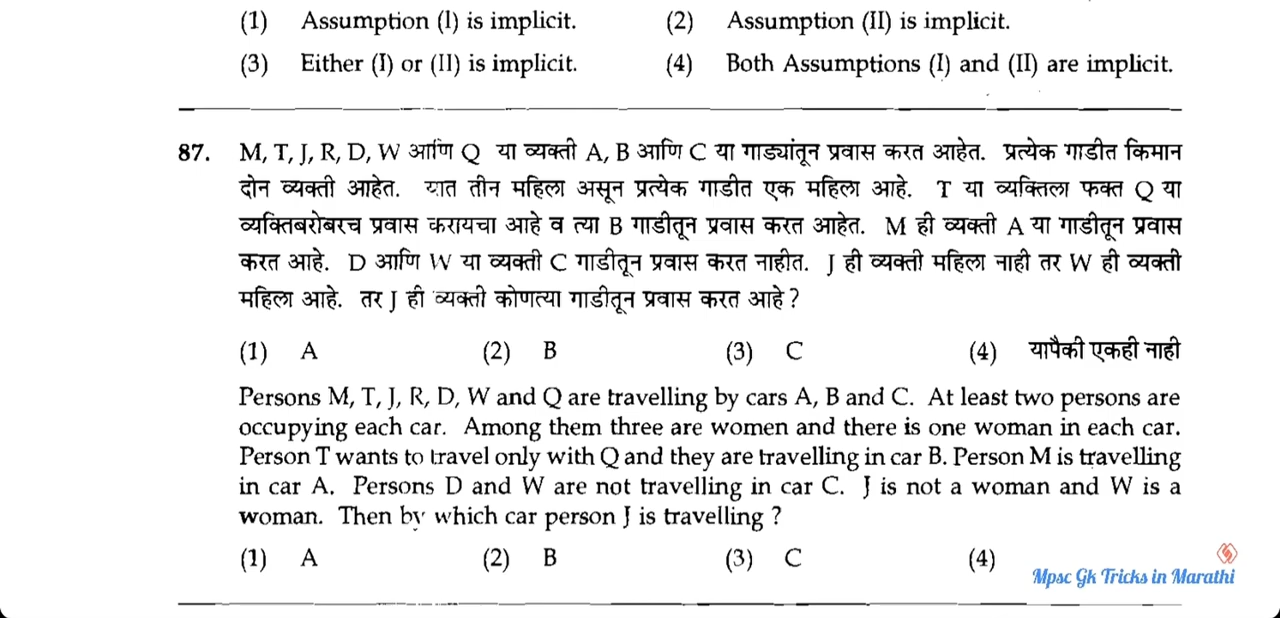 (1) Assumption (I) is implicit. (2) Assumption (II) is implicit.
(3) Either (I) or (II) is implicit. (4) Both Assumptions (I) and (II) are implicit.
87. M, T, J, R, D, W आणि Q या व्यक्ती A, B आणि C या गाड्यांतून प्रवास करत आहेत. प्रत्येक गाडीत किमान
दोन व्यक्ती आहेत. यात तीन महिला असून प्रत्येक गाडीत एक महिला आहे. T या व्यक्तिला फक्त Q या
व्यक्तिबरोबरच प्रवास करायचा आहे व त्या B गाडीतून प्रवास करत आहेत. M ही व्यक्ती A या गाडीतून प्रवास
करत आहे. D आणि W या व्यक्ती C गाडीतून प्रवास करत नाहीत. J ही व्यक्ती महिला नाही तर W ही व्यक्ती
महिला आहे. तर J ही व्यक्ती कोणत्या गाडीतून प्रवास करत आहे ?
(1) A (2) B (3) C (4) यापैकी एकही नाही
Persons M, T, J, R, D, W and Q are travelling by cars A, B and C. At least two persons are
occupying each car. Among them three are women and there is one woman in each car.
Person T wants to travel only with Q and they are travelling in car B. Person M is travelling
in car A. Persons D and W are not travelling in car C. J is not a woman and W is a
woman. Then by which car person J is travelling ?
(1) A (2) B (3) C (4)
Mpsc Gk Tricks in Marathi